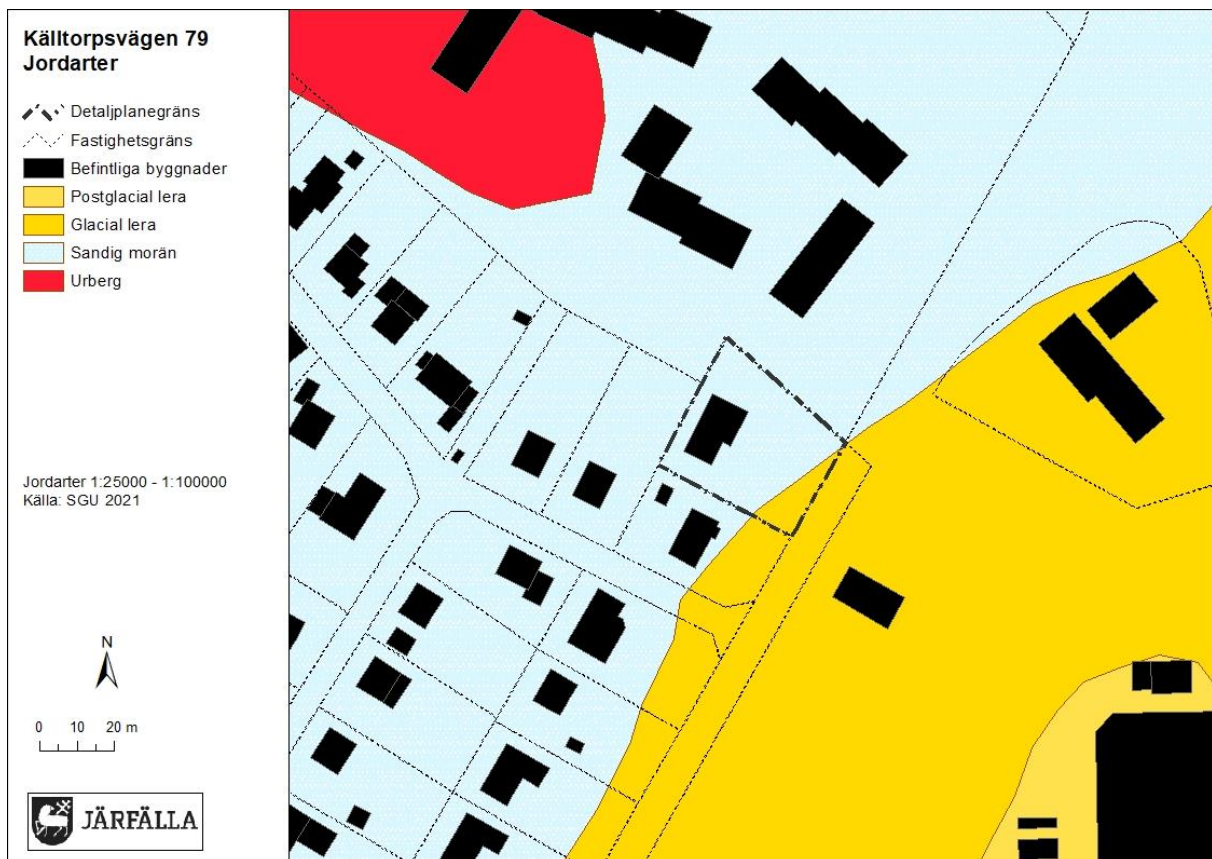 Källtorpsvägen 79
Jordarter
Detaljplanegräns
Fastighetsgräns
Befintliga byggnader
Postglacial lera
Glacial lera
Sandig morän
Urberg
Jordarter 1:25000 - 1:100000
Källa: SGU 2021
N
0 10 20 m
JÄRFÄLLA